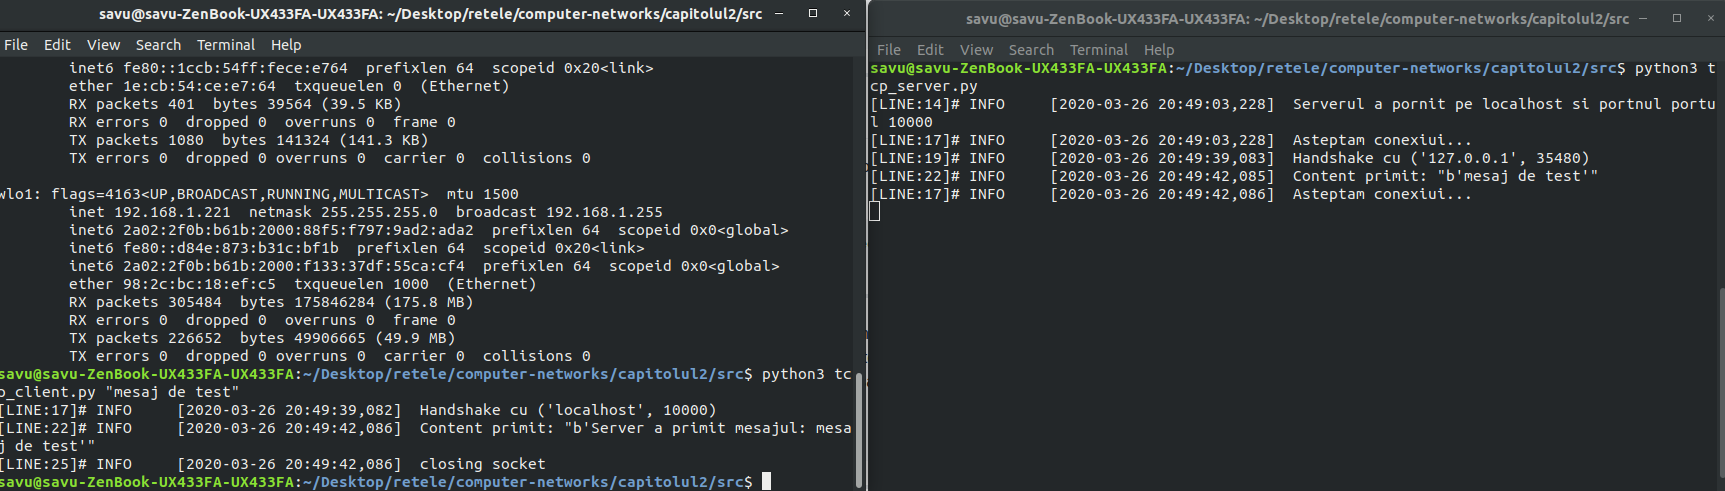 savu@savu-ZenBook-UX433FA-UX433FA: ~/Desktop/retele/computer-networks/capitolul2/src
File Edit View Search Terminal Help
inet6 fe80::1ccb:54ff:fece:e764  prefixlen 64  scopeid 0x20<link>
ether 1e:cb:54:ce:e7:64  txqueuelen 0  (Ethernet)
RX packets 401  bytes 39564 (39.5 KB)
RX errors 0  dropped 0  overruns 0  frame 0
TX packets 1080  bytes 141324 (141.3 KB)
TX errors 0  dropped 0 overruns 0  carrier 0  collisions 0
wlo1: flags=4163<UP,BROADCAST,RUNNING,MULTICAST>  mtu 1500
inet 192.168.1.221  netmask 255.255.255.0  broadcast 192.168.1.255
inet6 2a02:2f0b:b61b:2000:88f5:f797:9ad2:ada2  prefixlen 64  scopeid 0x0<global>
inet6 fe80::d84e:873:b31c:bf1b  prefixlen 64  scopeid 0x20<link>
inet6 2a02:2f0b:b61b:2000:f133:37df:55ca:cf4  prefixlen 64  scopeid 0x0<global>
ether 98:2c:bc:18:ef:c5  txqueuelen 1000  (Ethernet)
RX packets 305484  bytes 175846284 (175.8 MB)
RX errors 0  dropped 0  overruns 0  frame 0
TX packets 226652  bytes 49906665 (49.9 MB)
TX errors 0  dropped 0 overruns 0  carrier 0  collisions 0
savu@savu-ZenBook-UX433FA-UX433FA:~/Desktop/retele/computer-networks/capitolul2/src$ python3 tc
p_client.py "mesaj de test"
[LINE:17]# INFO     [2020-03-26 20:49:39,082]  Handshake cu ('localhost', 10000)
[LINE:22]# INFO     [2020-03-26 20:49:42,086]  Content primit: "b'Server a primit mesajul: mesa
j de test'"
[LINE:25]# INFO     [2020-03-26 20:49:42,086]  closing socket
savu@savu-ZenBook-UX433FA-UX433FA:~/Desktop/retele/computer-networks/capitolul2/src$
savu@savu-ZenBook-UX433FA-UX433FA: ~/Desktop/retele/computer-networks/capitolul2/src
File Edit View Search Terminal Help
savu@savu-ZenBook-UX433FA-UX433FA:~/Desktop/retele/computer-networks/capitolul2/src$ python3 t
cp_server.py
[LINE:14]# INFO     [2020-03-26 20:49:03,228]  Serverul a pornit pe localhost si portnul portu
l 10000
[LINE:17]# INFO     [2020-03-26 20:49:03,228]  Asteptam conexiui...
[LINE:19]# INFO     [2020-03-26 20:49:39,083]  Handshake cu ('127.0.0.1', 35480)
[LINE:22]# INFO     [2020-03-26 20:49:42,085]  Content primit: "b'mesaj de test'"
[LINE:17]# INFO     [2020-03-26 20:49:42,086]  Asteptam conexiui...